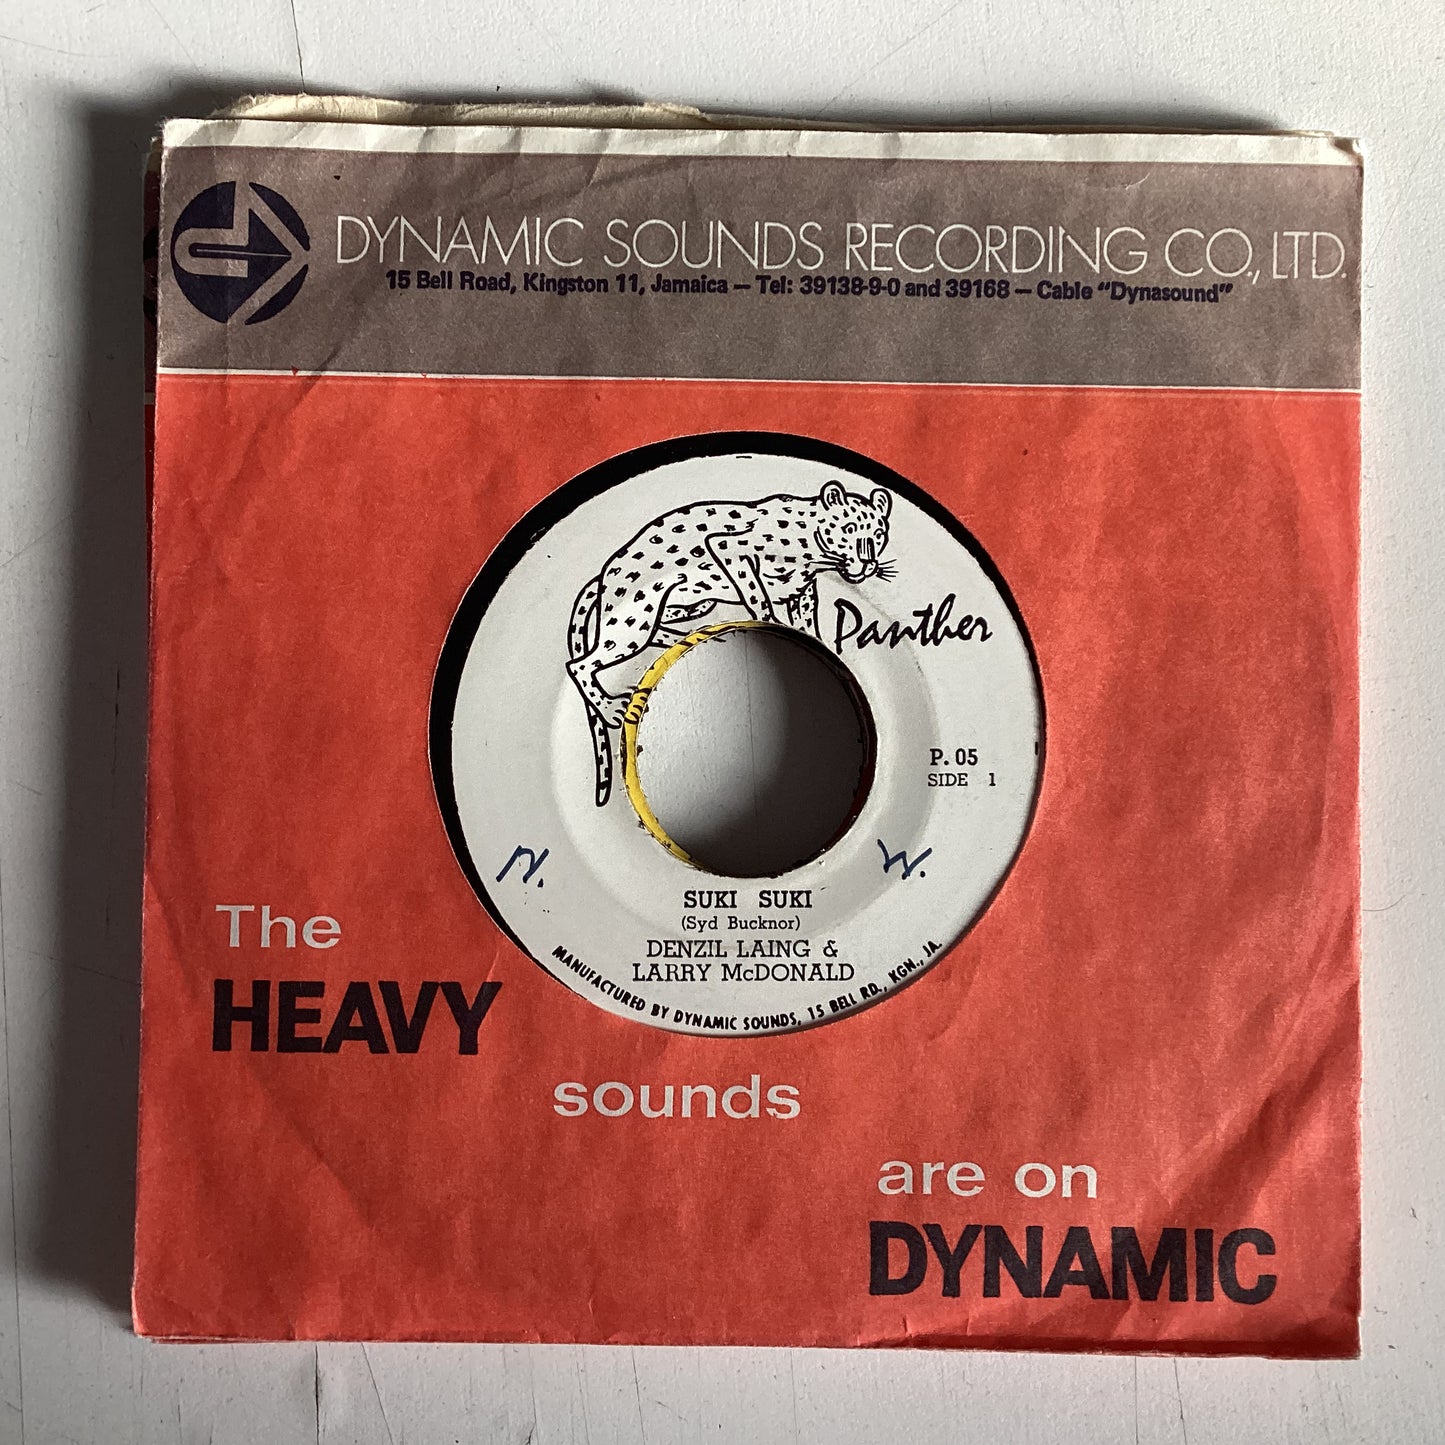 DYNAMIC SOUNDS RECORDING CO., LTD.
15 Bell Road, Kingston 11, Jamaica – Tel: 39138-9-0 and 39168 – Cable "Dynasound"
Panther
P. 05
SIDE 1
N. W.
SUKI SUKI
(Syd Bucknor)
DENZIL LAING &
LARRY McDONALD
MANUFACTURED BY DYNAMIC SOUNDS, 15 BELL RD., KGN., JA.
The
HEAVY
sounds
are on
DYNAMIC